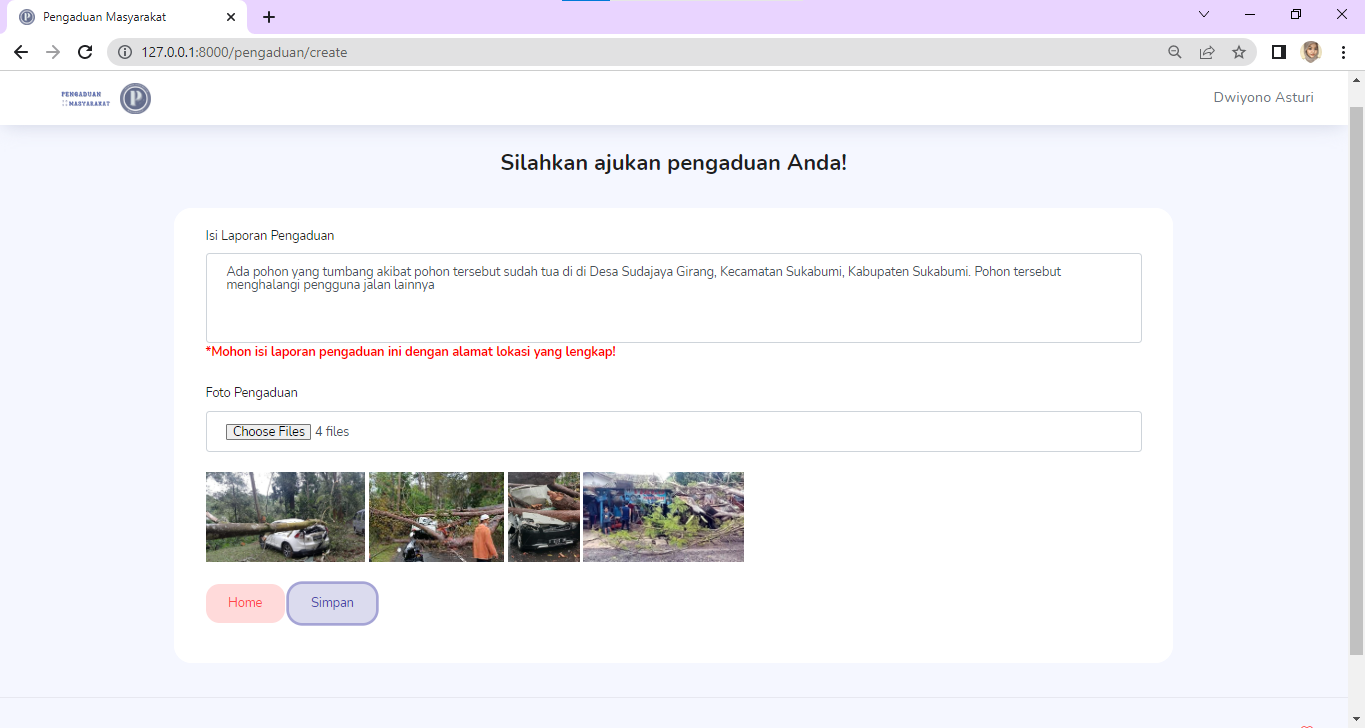 Pengaduan Masyarakat
127.0.0.1:8000/pengaduan/create
PENGADUAN
MASYARAKAT
P
Dwiyono Asturi
Silahkan ajukan pengaduan Anda!
Isi Laporan Pengaduan
Ada pohon yang tumbang akibat pohon tersebut sudah tua di di Desa Sudajaya Girang, Kecamatan Sukabumi, Kabupaten Sukabumi. Pohon tersebut
menghalangi pengguna jalan lainnya
*Mohon isi laporan pengaduan ini dengan alamat lokasi yang lengkap!
Foto Pengaduan
Choose Files 4 files
Home
Simpan